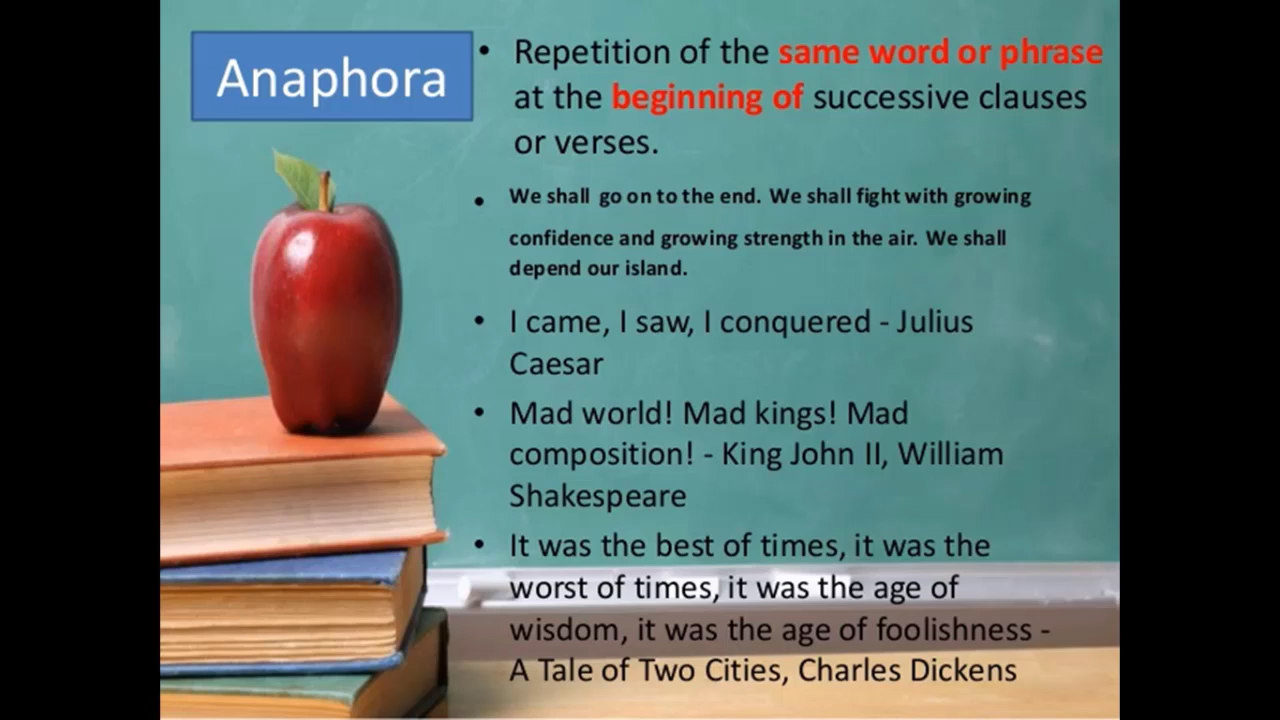 Anaphora
• Repetition of the same word or phrase
at the beginning of successive clauses
or verses.
• We shall go on to the end. We shall fight with growing
confidence and growing strength in the air. We shall
depend our island.
• I came, I saw, I conquered - Julius
Caesar
• Mad world! Mad kings! Mad
composition! - King John II, William
Shakespeare
• It was the best of times, it was the
worst of times, it was the age of
wisdom, it was the age of foolishness -
A Tale of Two Cities, Charles Dickens